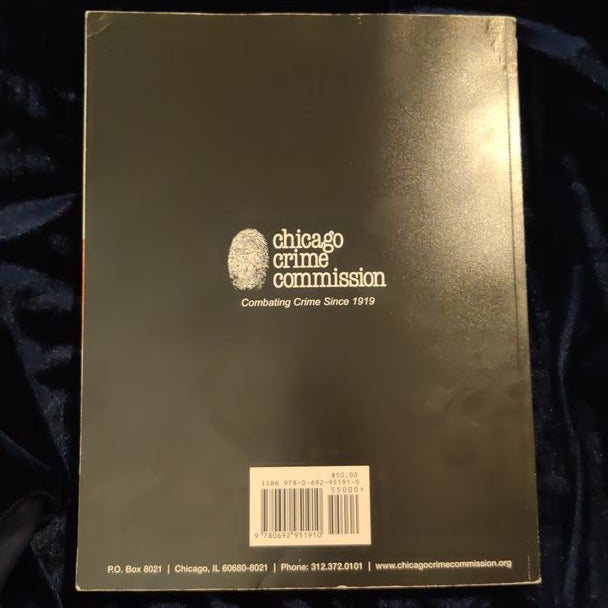 chicago
crime
commission
Combating Crime Since 1919
$50.00
ISBN 978-0-692-95191-0
55000>
9 780692 951910
P.O. Box 8021 | Chicago, IL 60680-8021 | Phone: 312.372.0101 | www.chicagocrimecommission.org